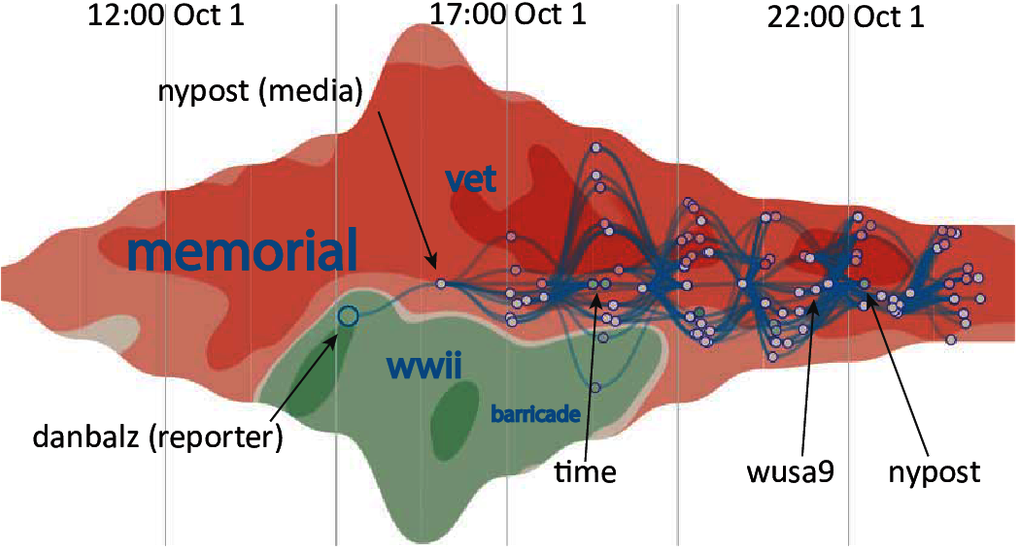 12:00 Oct 1
17:00 Oct 1
22:00 Oct 1
nypost (media)
vet
memorial
wwii
barricade
danbalz (reporter)
time
wusa9
nypost